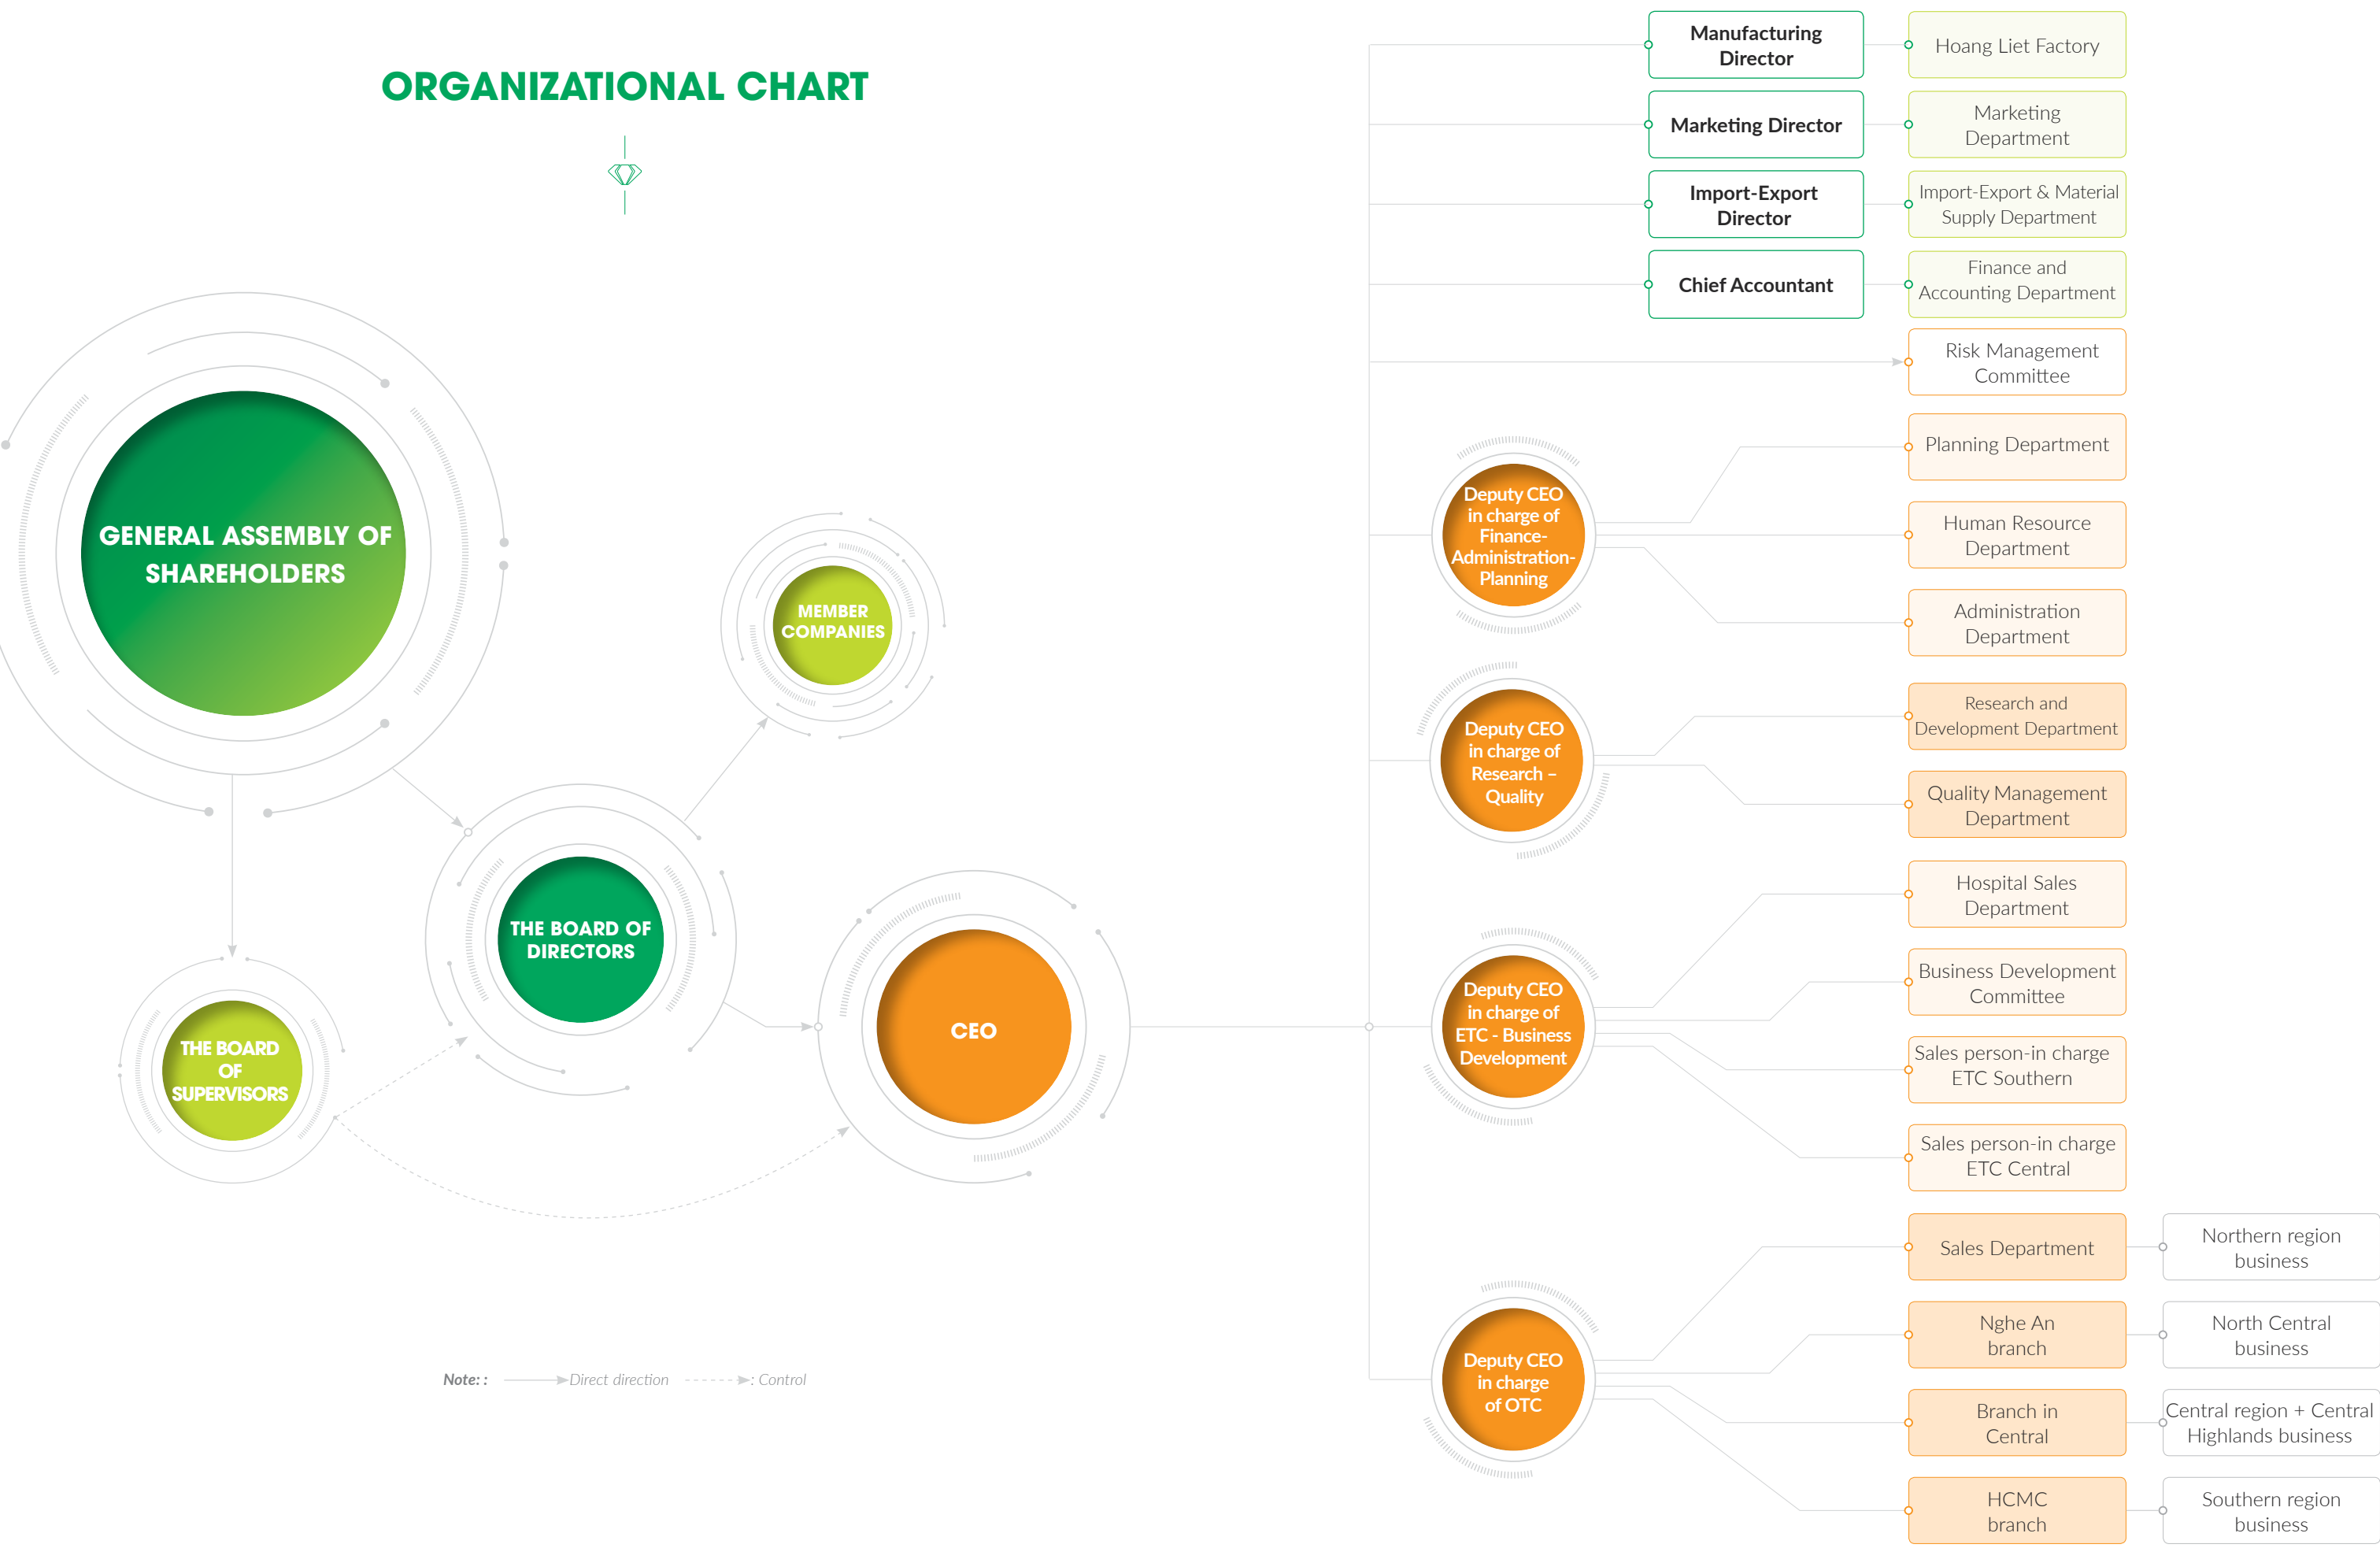 ORGANIZATIONAL CHART
GENERAL ASSEMBLY OF
SHAREHOLDERS
THE BOARD
OF
SUPERVISORS
THE BOARD OF
DIRECTORS
MEMBER
COMPANIES
CEO
Note: :
Direct direction
: Control
Manufacturing
Director
Hoang Liet Factory
Marketing Director
Marketing
Department
Import-Export
Director
Import-Export & Material
Supply Department
Chief Accountant
Finance and
Accounting Department
Risk Management
Committee
Deputy CEO
in charge of
Finance-
Administration-
Planning
Planning Department
Human Resource
Department
Administration
Department
Deputy CEO
in charge of
Research –
Quality
Research and
Development Department
Quality Management
Department
Deputy CEO
in charge of
ETC - Business
Development
Hospital Sales
Department
Business Development
Committee
Sales person-in charge
ETC Southern
Sales person-in charge
ETC Central
Deputy CEO
in charge
of OTC
Sales Department
Northern region
business
Nghe An
branch
North Central
business
Branch in
Central
Central region + Central
Highlands business
HCMC
branch
Southern region
business